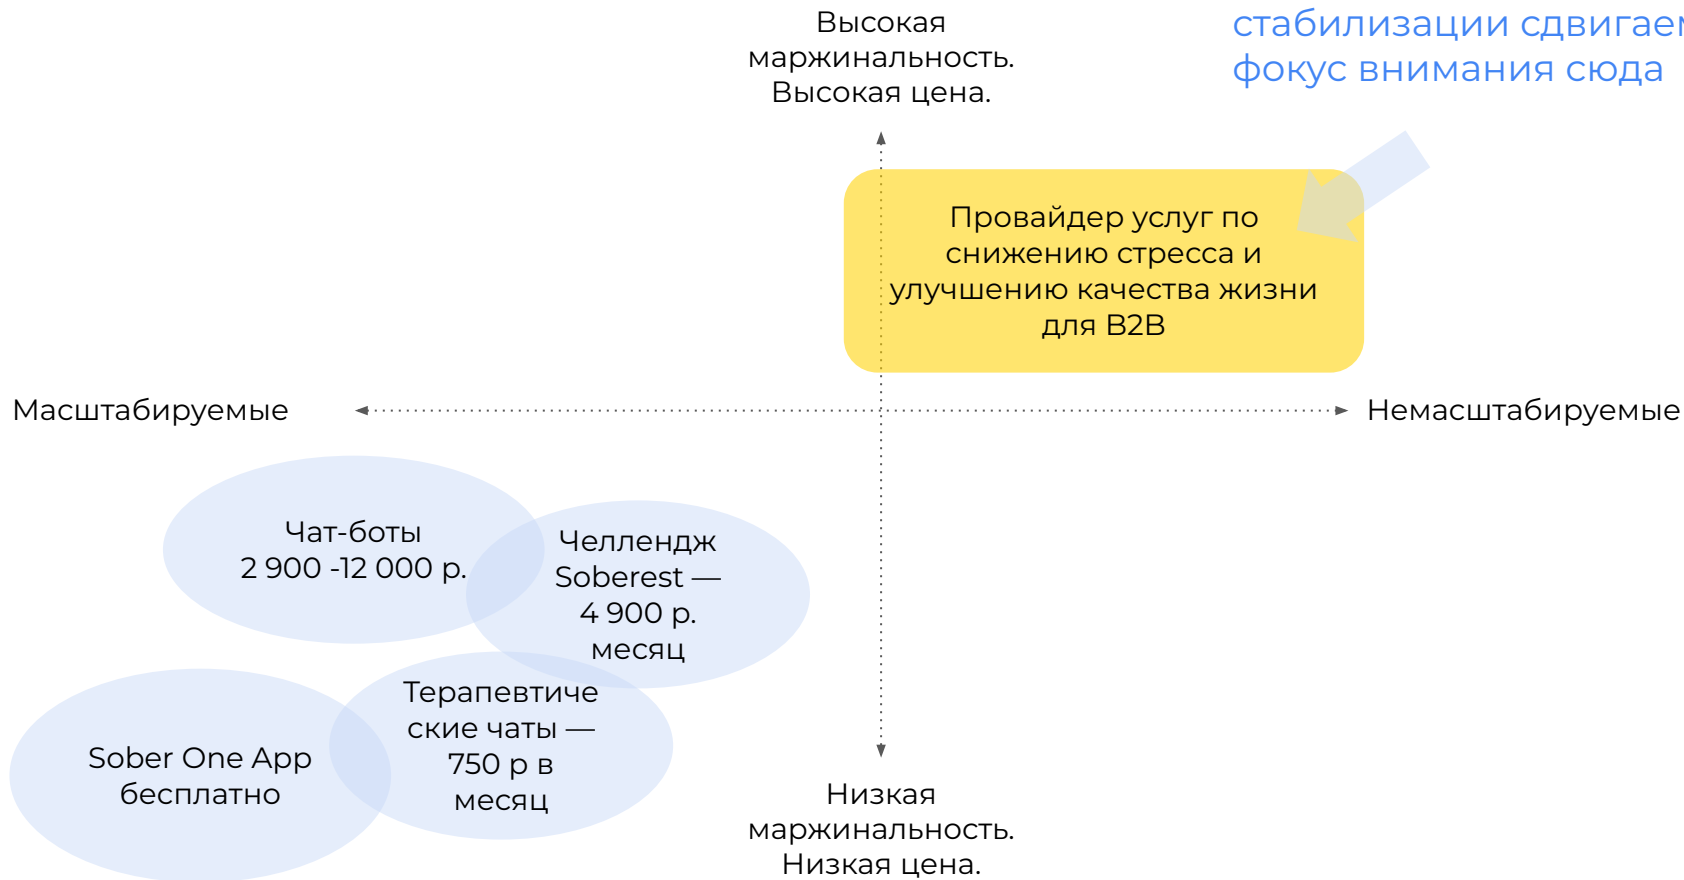 Высокая
маржинальность.
Высокая цена.
стабилизации сдвигаем
фокус внимания сюда
Провайдер услуг по
снижению стресса и
улучшению качества жизни
для B2B
Масштабируемые
Немасштабируемые
Чат-боты
2 900 -12 000 р.
Челлендж
Soberest —
4 900 р.
месяц
Терапевтиче
ские чаты —
750 р в
месяц
Sober One App
бесплатно
Низкая
маржинальность.
Низкая цена.